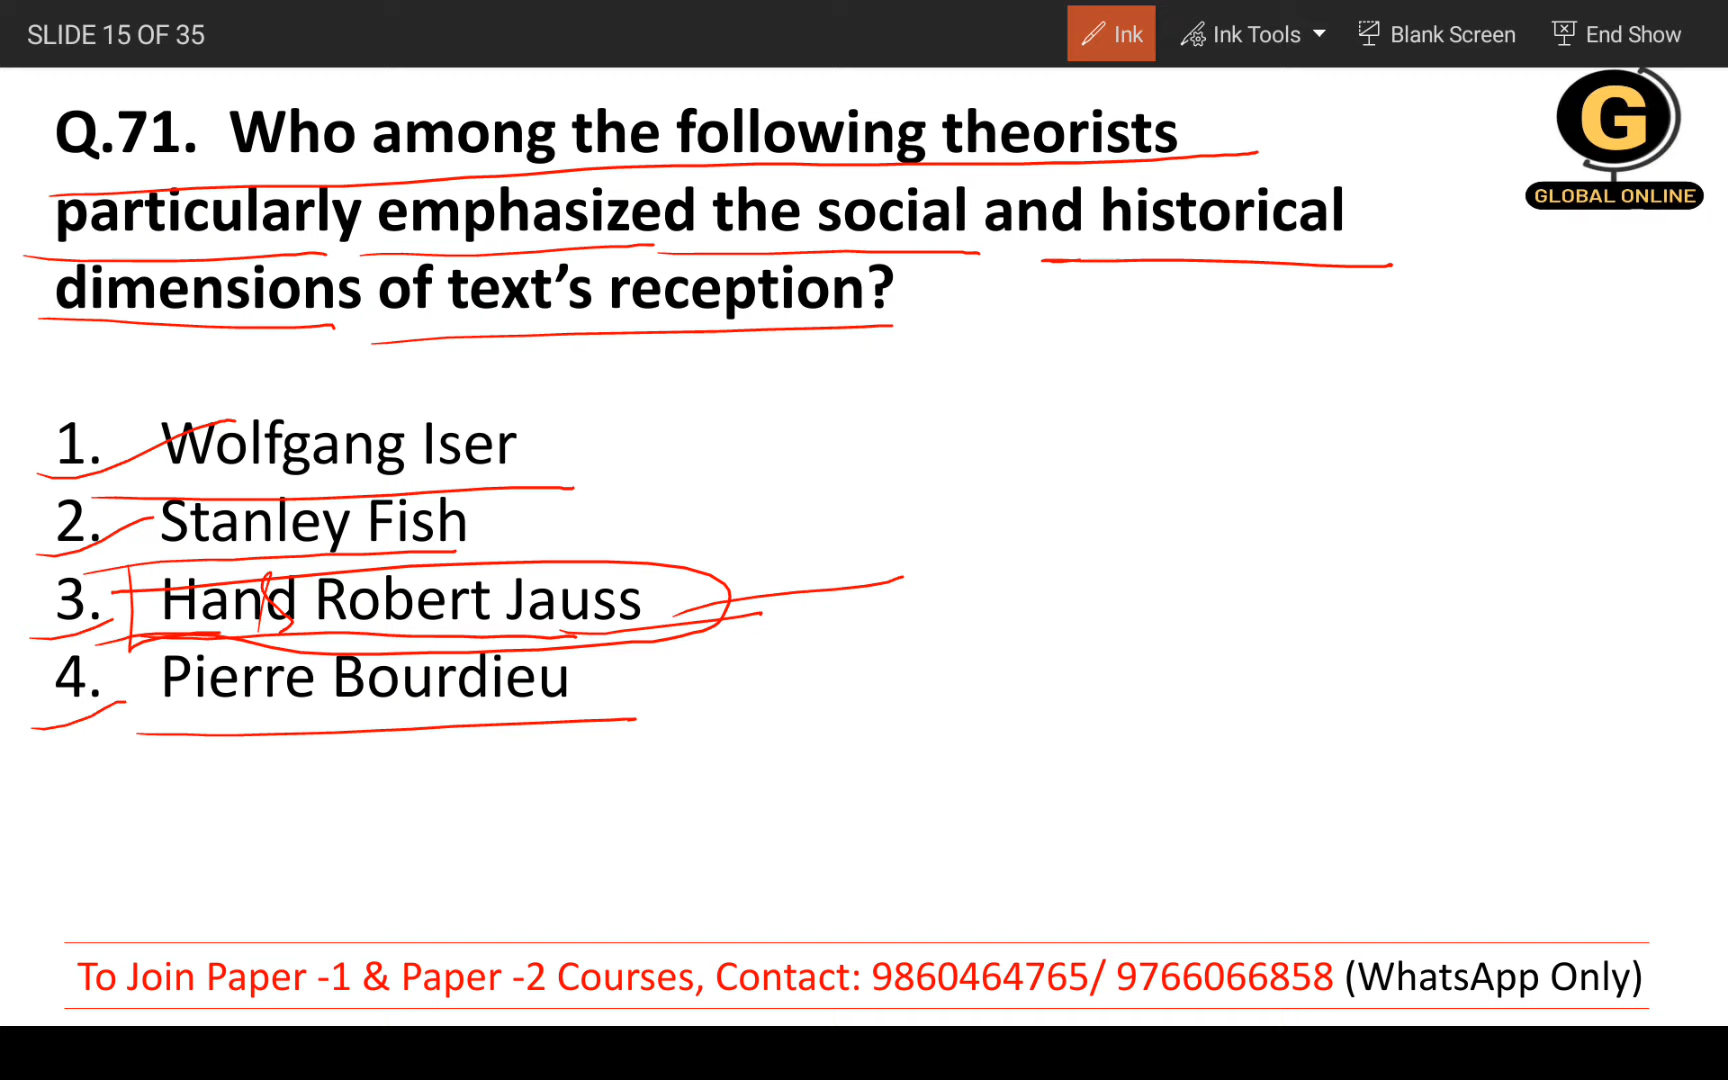 SLIDE 15 OF 35
Ink
Ink Tools
Blank Screen
End Show
G
GLOBAL ONLINE
Q.71. Who among the following theorists
particularly emphasized the social and historical
dimensions of text’s reception?
1. Wolfgang Iser
2. Stanley Fish
3. Hand Robert Jauss
s
4. Pierre Bourdieu
To Join Paper -1 & Paper -2 Courses, Contact: 9860464765/ 9766066858 (WhatsApp Only)